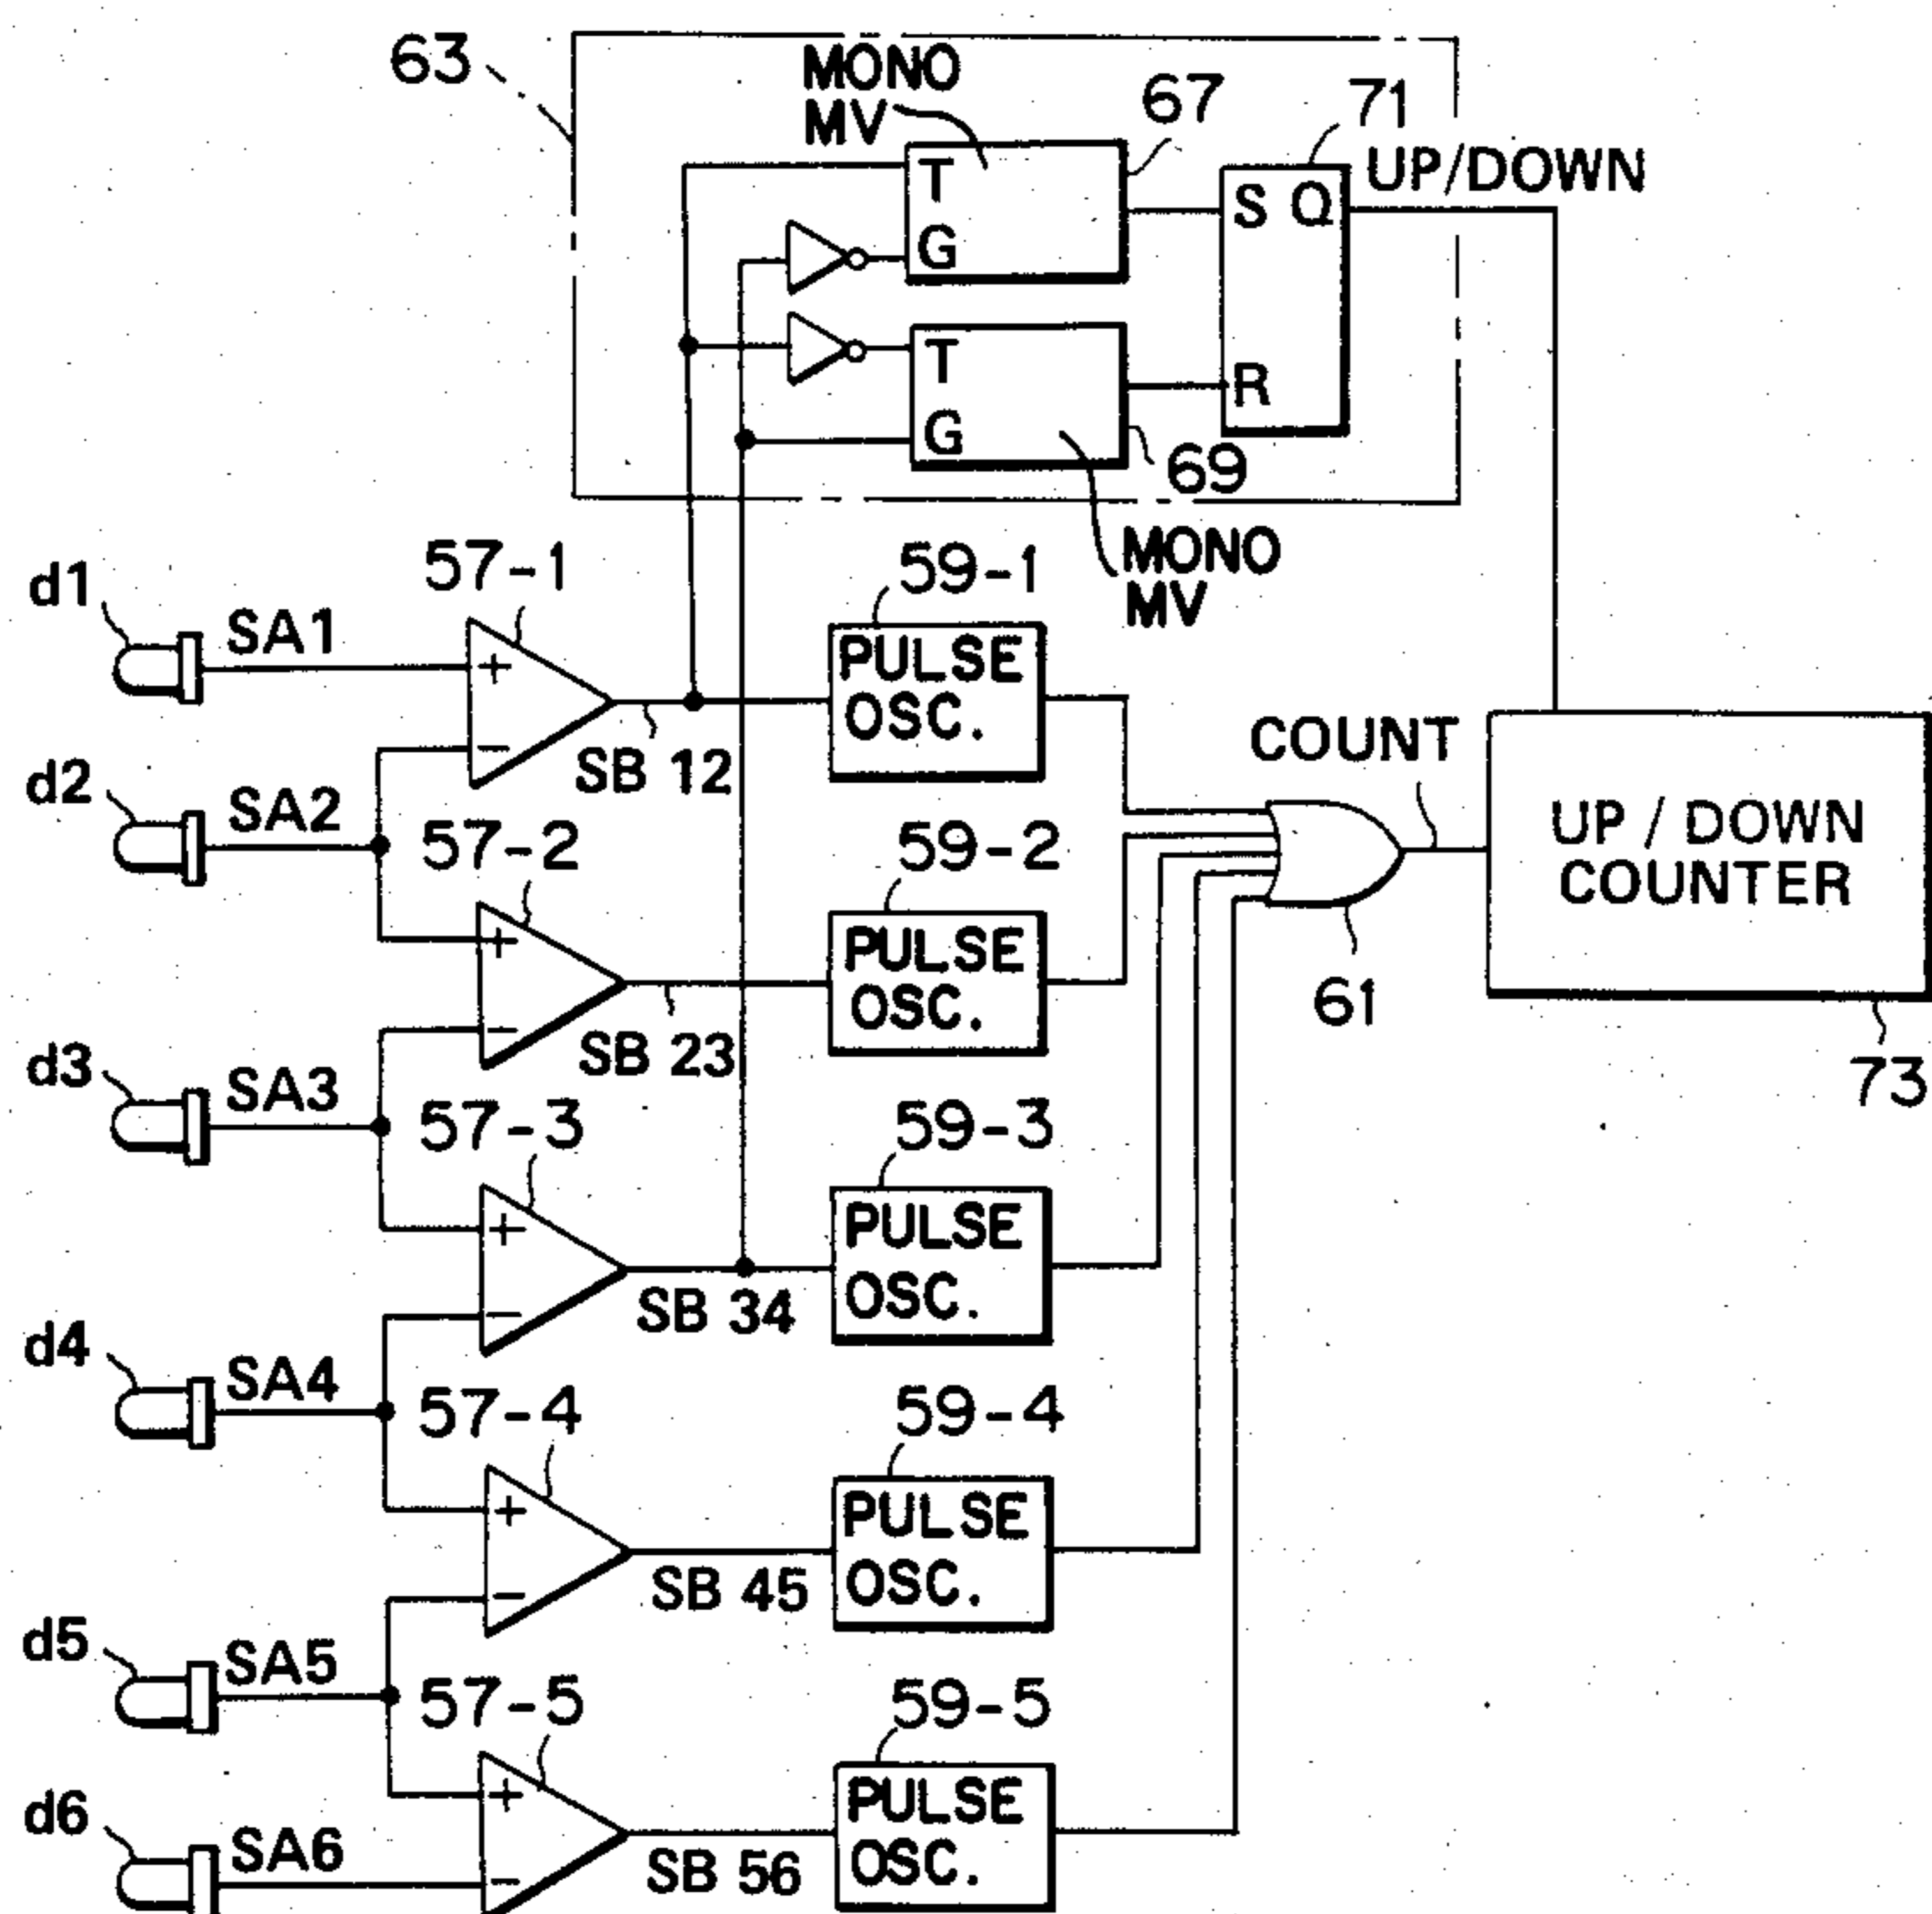 63
MONO
MV
67
71
UP/DOWN
T
G
S Q
T
G
R
69
MONO
MV
d1
SA1
57-1
+
−
SB 12
59-1
PULSE
OSC.
d2
SA2
57-2
+
−
SB 23
59-2
PULSE
OSC.
COUNT
UP / DOWN
COUNTER
61
73
d3
SA3
57-3
+
−
SB 34
59-3
PULSE
OSC.
d4
SA4
57-4
+
−
SB 45
59-4
PULSE
OSC.
d5
SA5
57-5
+
−
SB 56
59-5
PULSE
OSC.
d6
SA6